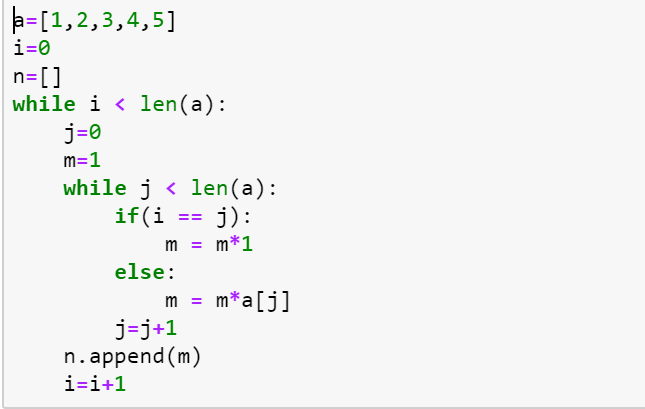 a=[1,2,3,4,5]
i=0
n=[]
while i < len(a):
    j=0
    m=1
    while j < len(a):
        if(i == j):
            m = m*1
        else:
            m = m*a[j]
        j=j+1
    n.append(m)
    i=i+1